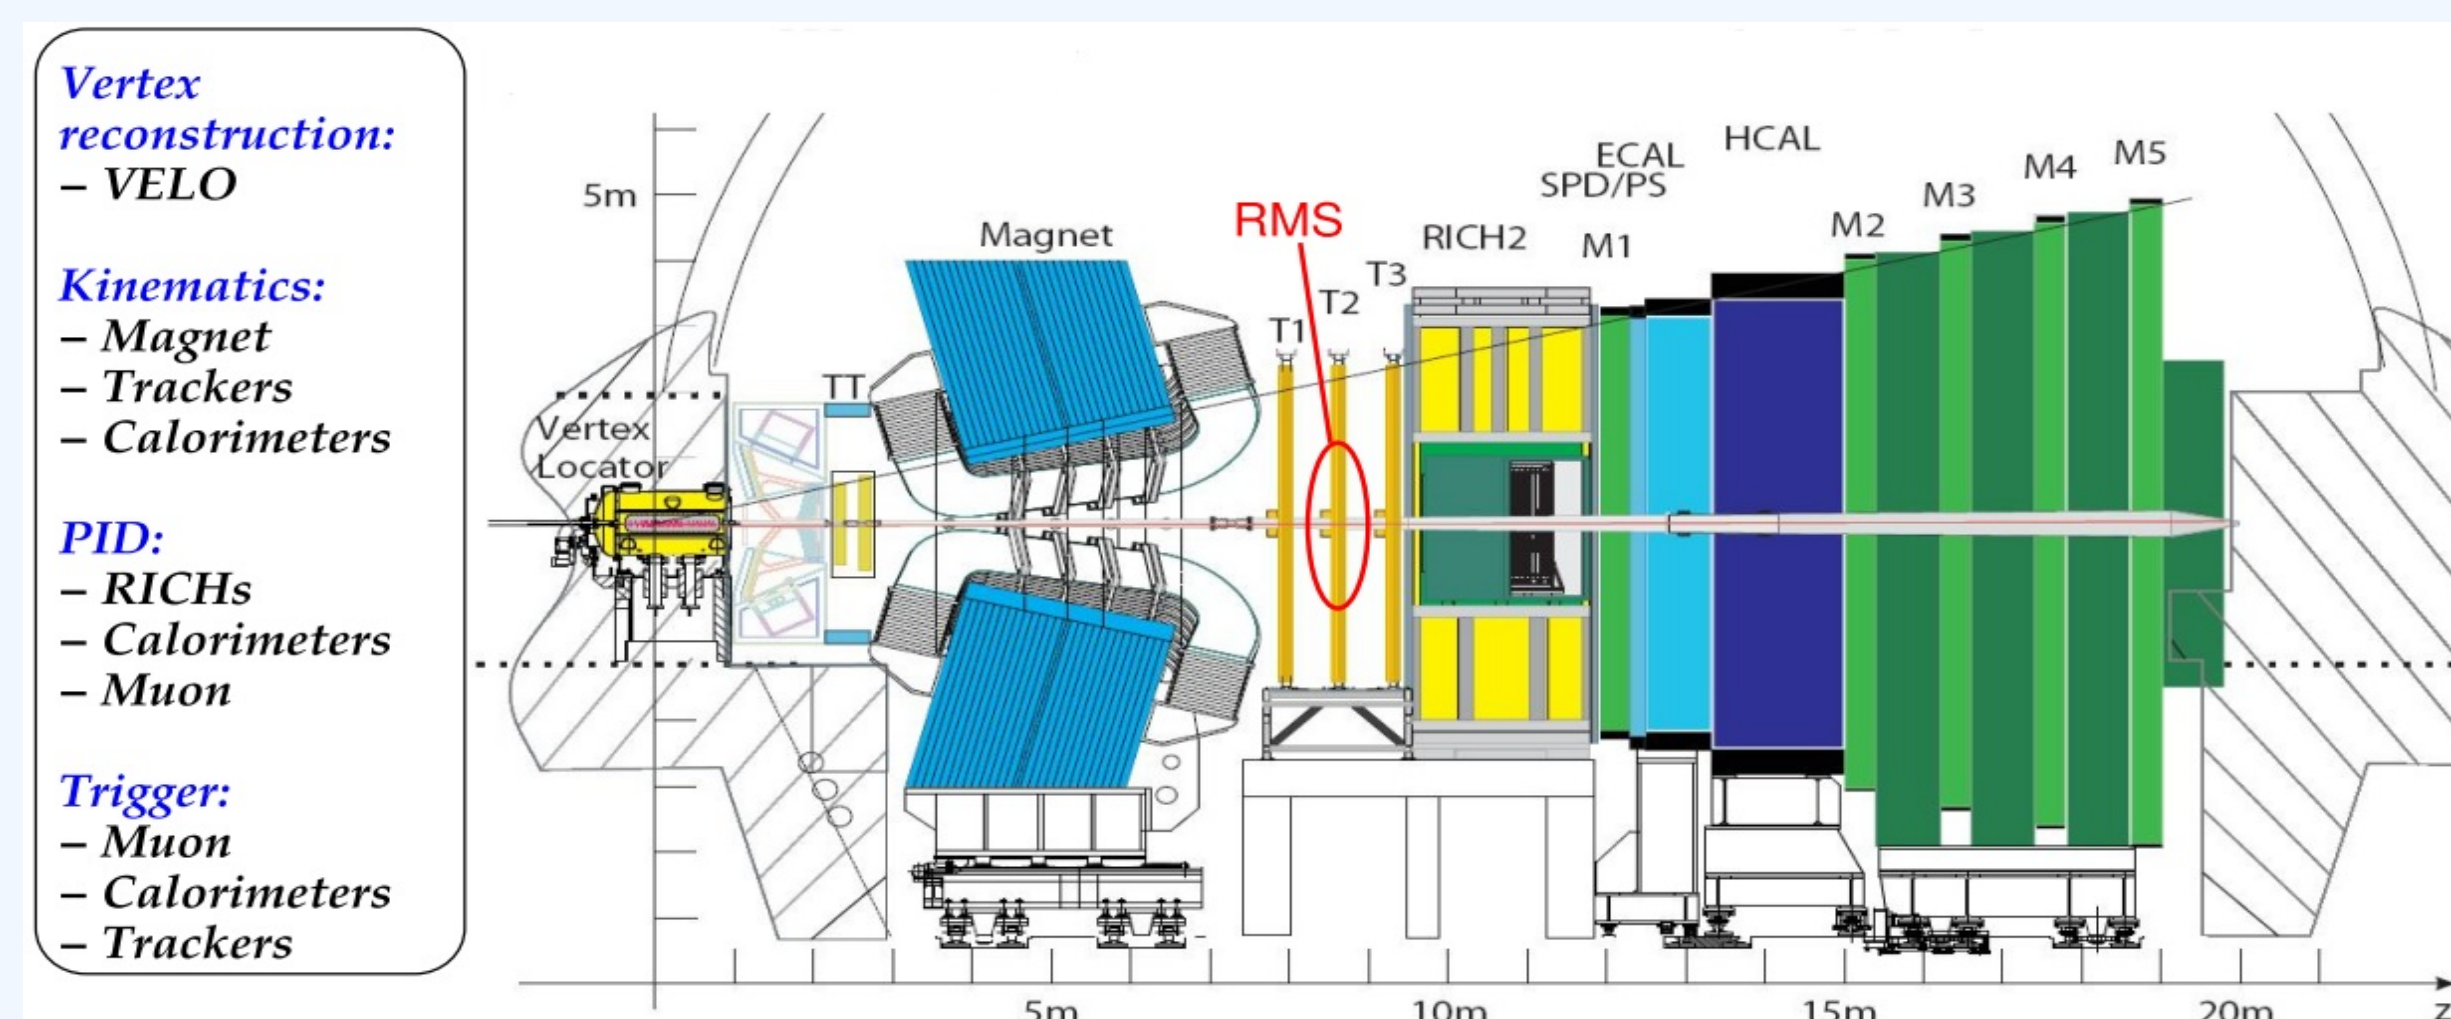 Vertex
reconstruction:
– VELO
Kinematics:
– Magnet
– Trackers
– Calorimeters
PID:
– RICHs
– Calorimeters
– Muon
Trigger:
– Muon
– Calorimeters
– Trackers
5m
Vertex
Locator
TT
Magnet
RMS
T1
T2
T3
RICH2
M1
SPD/PS
ECAL
HCAL
M2
M3
M4
M5
5m
10m
15m
20m
z